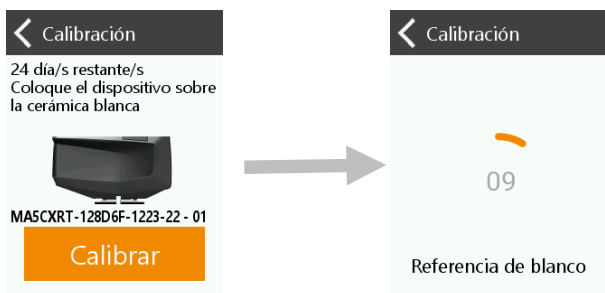 Calibración
24 día/s restante/s
Coloque el dispositivo sobre
la cerámica blanca
MA5CXRT-128D6F-1223-22 - 01
Calibrar
Calibración
09
Referencia de blanco